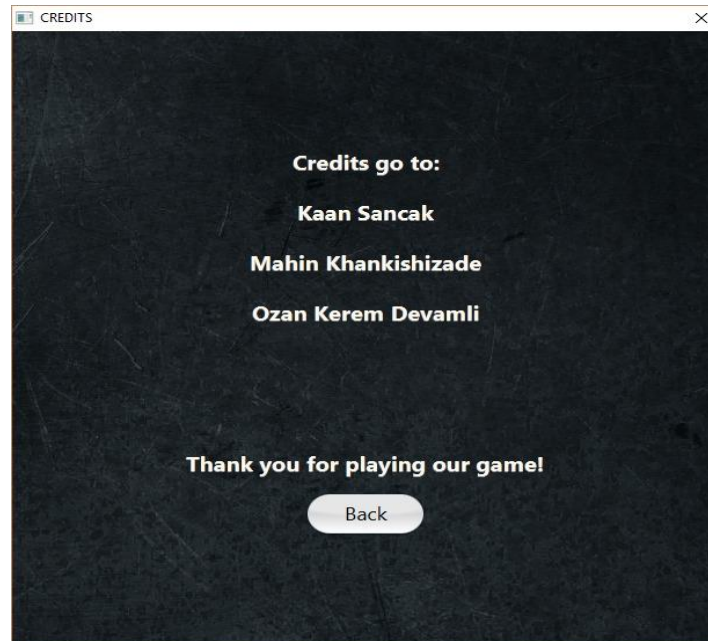 CREDITS
Credits go to:
Kaan Sancak
Mahin Khankishizade
Ozan Kerem Devamli
Thank you for playing our game!
Back